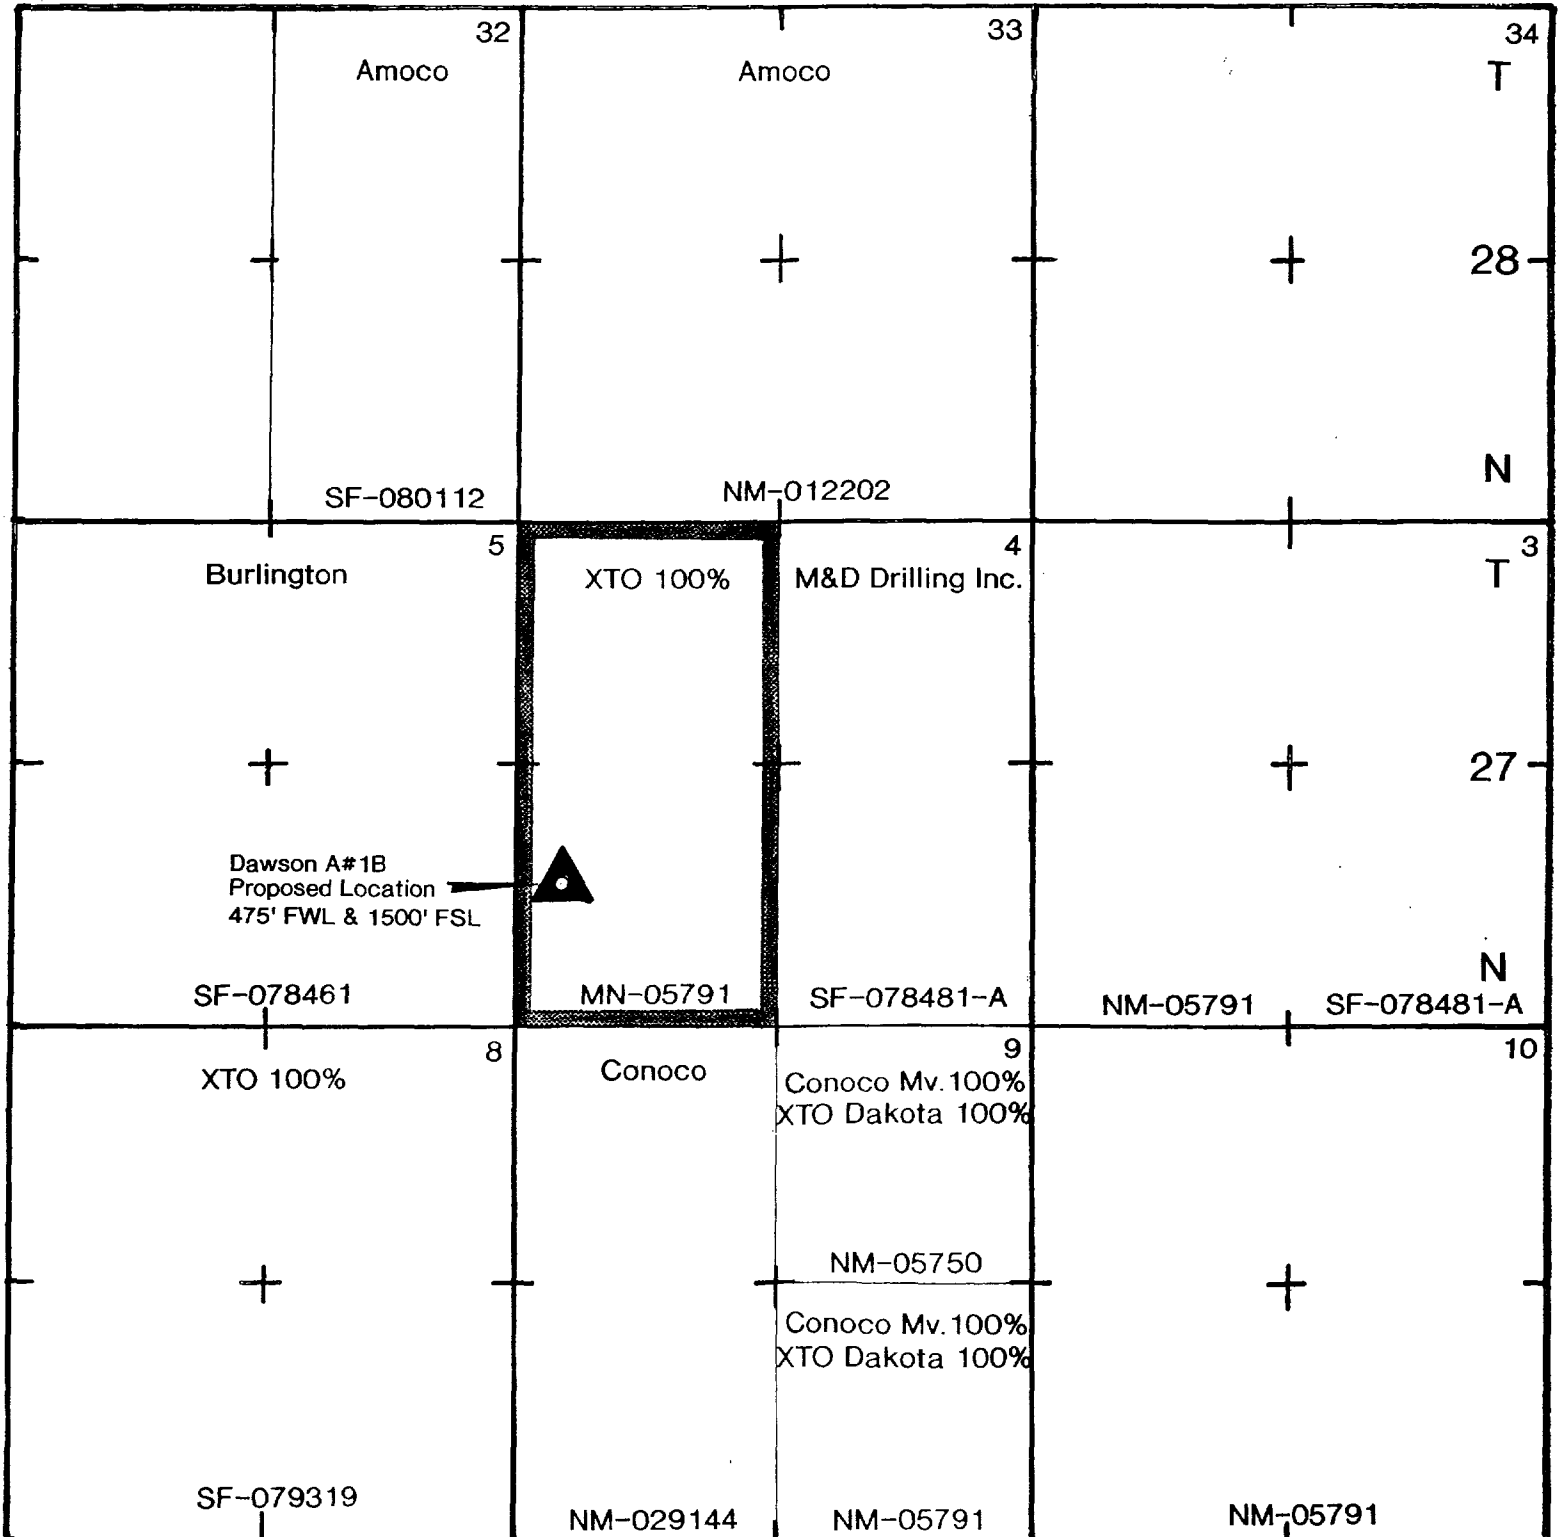 32
33
34
Amoco
Amoco
T
28
SF-080112
NM-012202
N
5
4
3
Burlington
XTO 100%
M&D Drilling Inc.
T
27
Dawson A#1B
Proposed Location
475' FWL & 1500' FSL
N
SF-078461
MN-05791
SF-078481-A
NM-05791
SF-078481-A
8
9
10
XTO 100%
Conoco
Conoco Mv.100%
XTO Dakota 100%
NM-05750
Conoco Mv.100%
XTO Dakota 100%
SF-079319
NM-029144
NM-05791
NM-05791